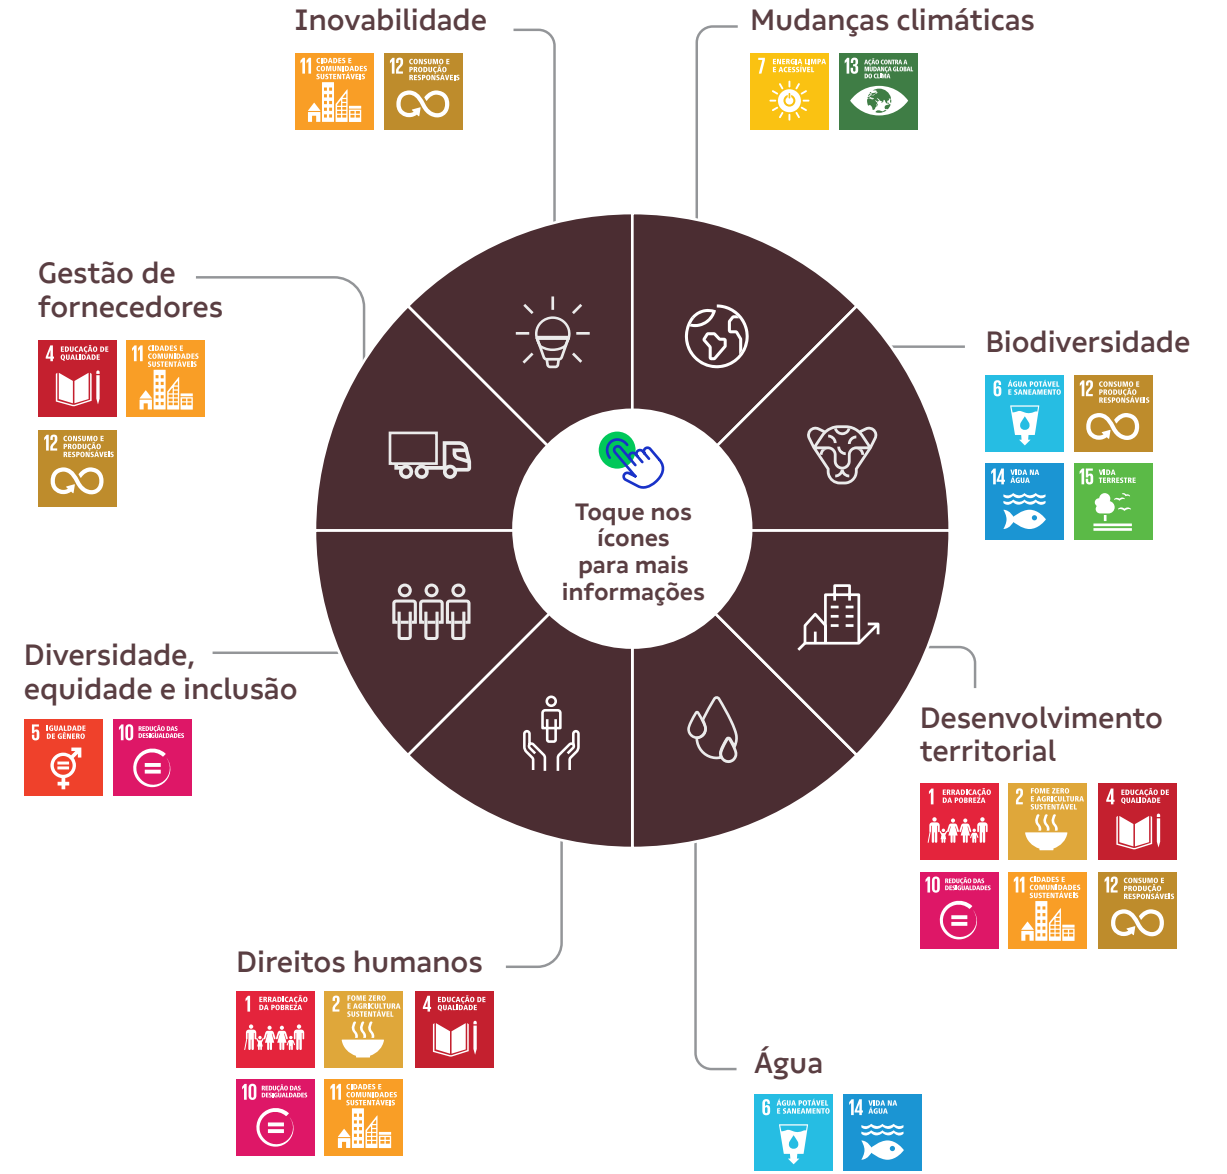 Inovabilidade
11 CIDADES E
COMUNIDADES
SUSTENTÁVEIS
12 CONSUMO E
PRODUÇÃO
RESPONSÁVEIS
Mudanças climáticas
7 ENERGIA LIMPA
E ACESSÍVEL
13 AÇÃO CONTRA A
MUDANÇA GLOBAL
DO CLIMA
Gestão de
fornecedores
4 EDUCAÇÃO DE
QUALIDADE
11 CIDADES E
COMUNIDADES
SUSTENTÁVEIS
12 CONSUMO E
PRODUÇÃO
RESPONSÁVEIS
Biodiversidade
6 ÁGUA POTÁVEL
E SANEAMENTO
12 CONSUMO E
PRODUÇÃO
RESPONSÁVEIS
14 VIDA NA
ÁGUA
15 VIDA
TERRESTRE
Toque nos
ícones
para mais
informações
Diversidade,
equidade e inclusão
5 IGUALDADE
DE GÊNERO
10 REDUÇÃO DAS
DESIGUALDADES
Desenvolvimento
territorial
1 ERRADICAÇÃO
DA POBREZA
2 FOME ZERO
E AGRICULTURA
SUSTENTÁVEL
4 EDUCAÇÃO DE
QUALIDADE
10 REDUÇÃO DAS
DESIGUALDADES
11 CIDADES E
COMUNIDADES
SUSTENTÁVEIS
12 CONSUMO E
PRODUÇÃO
RESPONSÁVEIS
Direitos humanos
1 ERRADICAÇÃO
DA POBREZA
2 FOME ZERO
E AGRICULTURA
SUSTENTÁVEL
4 EDUCAÇÃO DE
QUALIDADE
10 REDUÇÃO DAS
DESIGUALDADES
11 CIDADES E
COMUNIDADES
SUSTENTÁVEIS
Água
6 ÁGUA POTÁVEL
E SANEAMENTO
14 VIDA NA
ÁGUA